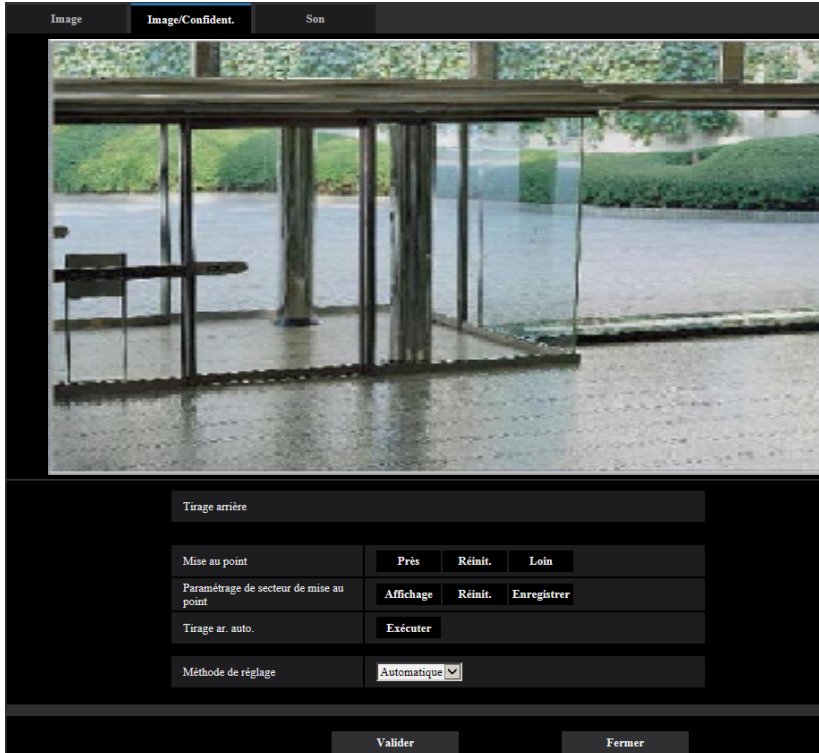 Image
Image/Confident.
Son
Tirage arrière
Mise au point
Près
Réinit.
Loin
Paramétrage de secteur de mise au
point
Affichage
Réinit.
Enregistrer
Tirage ar. auto.
Exécuter
Méthode de réglage
Automatique
Valider
Fermer